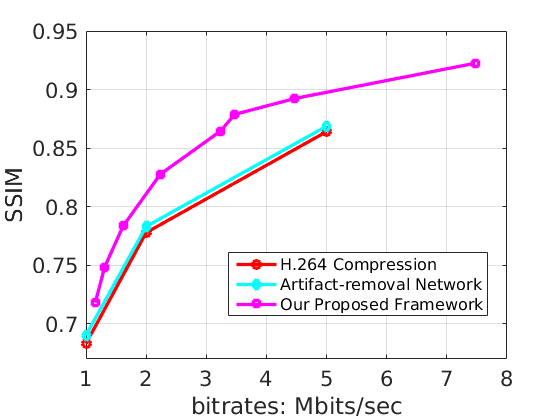 0.95
0.9
0.85
0.8
0.75
0.7
SSIM
H.264 Compression
Artifact-removal Network
Our Proposed Framework
1 2 3 4 5 6 7 8
bitrates: Mbits/sec